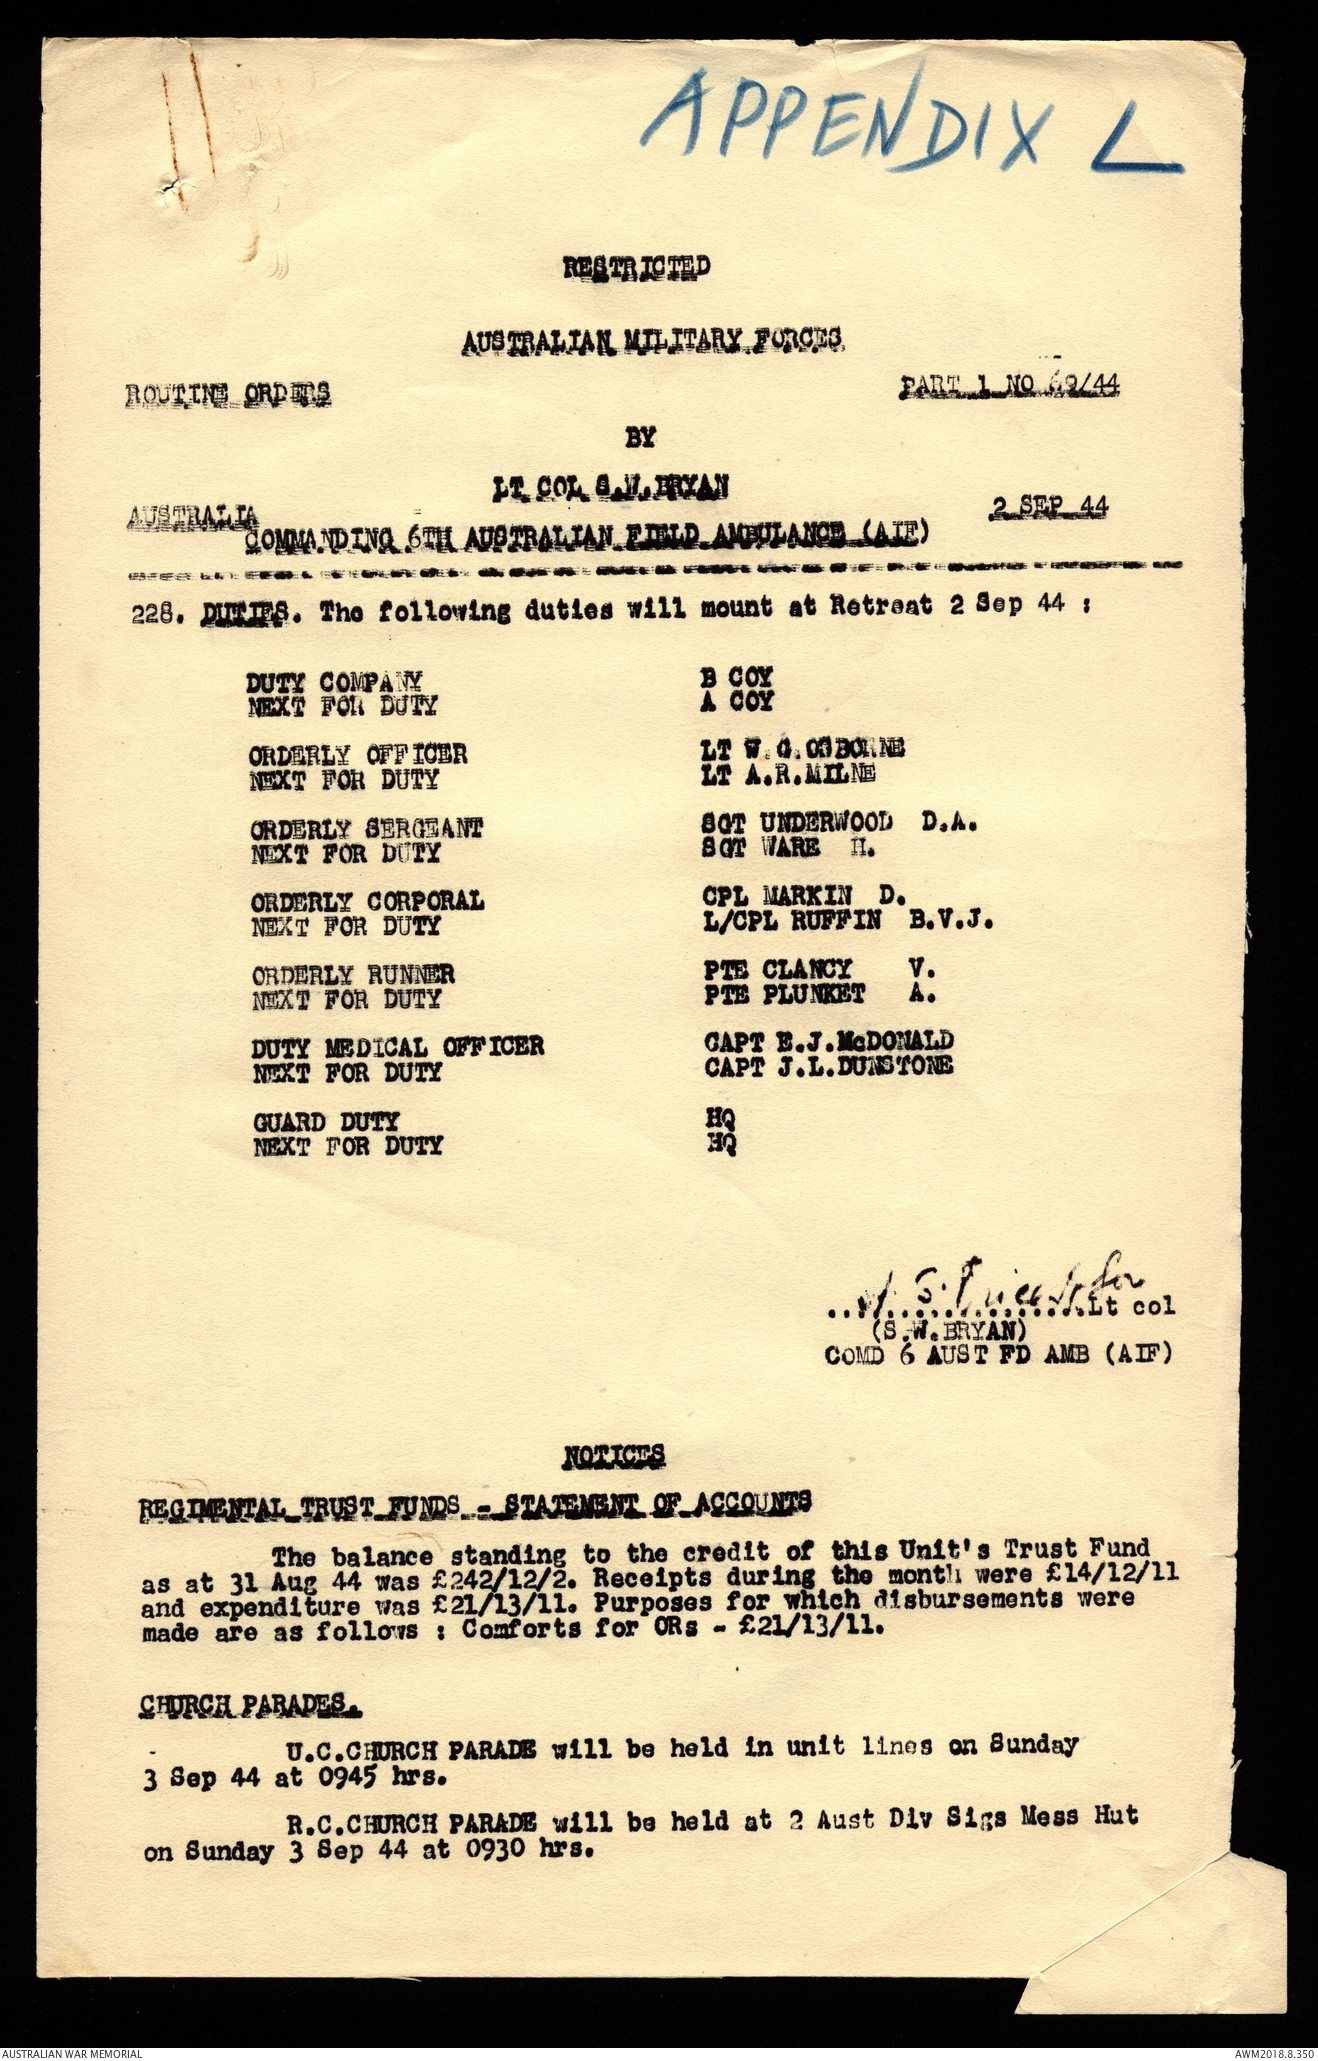 APPENDIX L
RESTRICTED
AUSTRALIAN MILITARY FORCES
ROUTINE ORDERS PART 1 NO 69/44
BY
LT COL S.W.BRYAN
AUSTRALIA 2 SEP 44
COMMANDING 6TH AUSTRALIAN FIELD AMBULANCE (AIF)
228. DUTIES. The following duties will mount at Retreat 2 Sep 44 :
DUTY COMPANY B COY
NEXT FOR DUTY A COY
ORDERLY OFFICER LT W.G.OSBORNE
NEXT FOR DUTY LT A.R.MILNE
ORDERLY SERGEANT SGT UNDERWOOD D.A.
NEXT FOR DUTY SGT WARE H.
ORDERLY CORPORAL CPL MARKIN D.
NEXT FOR DUTY L/CPL RUFFIN B.V.J.
ORDERLY RUNNER PTE CLANCY V.
NEXT FOR DUTY PTE PLUNKET A.
DUTY MEDICAL OFFICER CAPT E.J.McDONALD
NEXT FOR DUTY CAPT J.L.DUNSTONE
GUARD DUTY HQ
NEXT FOR DUTY HQ
for
..................Lt col
(S.W.BRYAN)
COMD 6 AUST FD AMB (AIF)
NOTICES
REGIMENTAL TRUST FUNDS - STATEMENT OF ACCOUNTS
The balance standing to the credit of this Unit's Trust Fund
as at 31 Aug 44 was £242/12/2. Receipts during the month were £14/12/11
and expenditure was £21/13/11. Purposes for which disbursements were
made are as follows : Comforts for ORs - £21/13/11.
CHURCH PARADES.
U.C.CHURCH PARADE will be held in unit lines on Sunday
3 Sep 44 at 0945 hrs.
R.C.CHURCH PARADE will be held at 2 Aust Div Sigs Mess Hut
on Sunday 3 Sep 44 at 0930 hrs.
AUSTRALIAN WAR MEMORIAL AWM2018.8.350